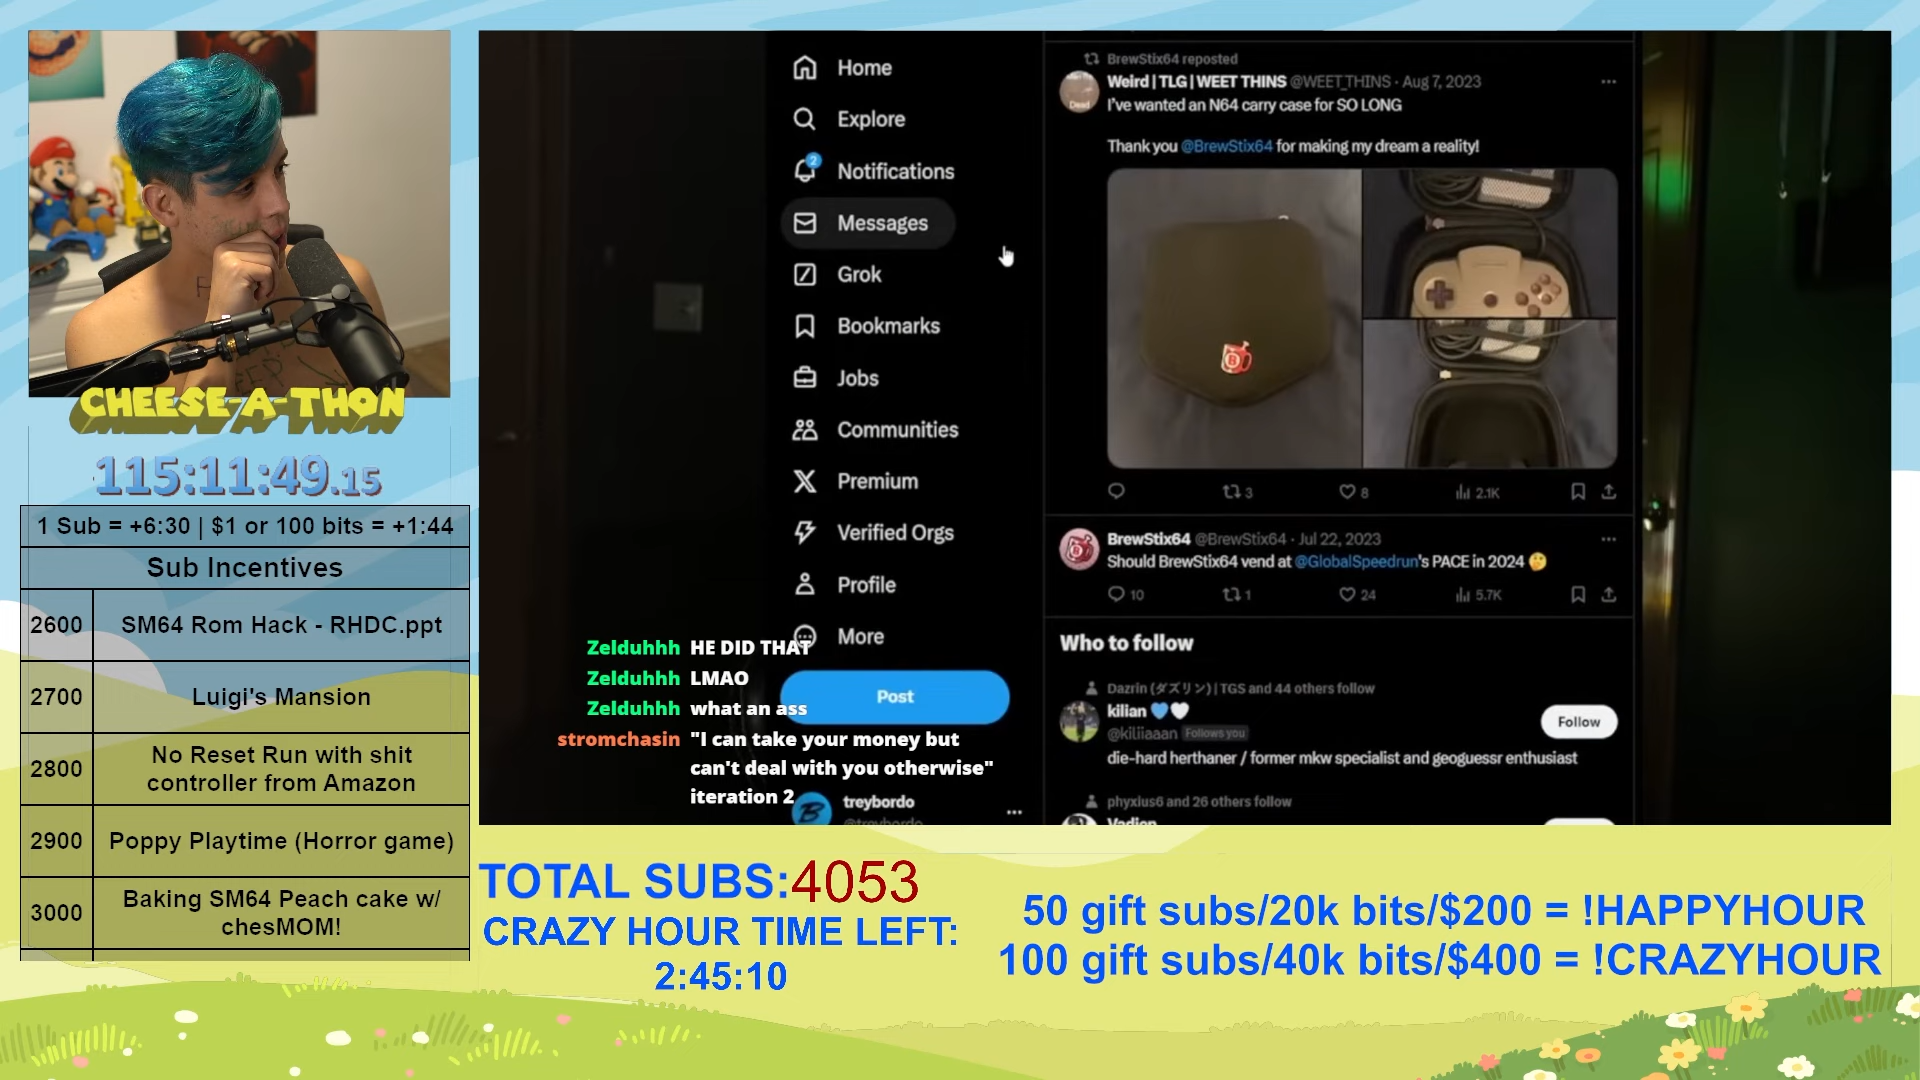 CHEESE-A-THON
115:11:49.15
1 Sub = +6:30 | $1 or 100 bits = +1:44
Sub Incentives
2600 SM64 Rom Hack - RHDC.ppt
2700 Luigi's Mansion
2800 No Reset Run with shit
controller from Amazon
2900 Poppy Playtime (Horror game)
3000 Baking SM64 Peach cake w/
chesMOM!
Home
Explore
2
Notifications
Messages
Grok
Bookmarks
Jobs
Communities
Premium
Verified Orgs
Profile
More
Post
treybordo
@treybordo
Zelduhhh HE DID THAT
Zelduhhh LMAO
Zelduhhh what an ass
stromchasin "I can take your money but
can't deal with you otherwise"
iteration 2
BrewStix64 reposted
Weird | TLG | WEET THINS @WEET_THINS · Aug 7, 2023
I've wanted an N64 carry case for SO LONG
Thank you @BrewStix64 for making my dream a reality!
B
3 8 2.1K
BrewStix64 @BrewStix64 · Jul 22, 2023
Should BrewStix64 vend at @GlobalSpeedrun's PACE in 2024 🤔
10 1 24 5.7K
Who to follow
Dazrin (ダズリン) | TGS and 44 others follow
kilian 💙🤍
@kiliiaaan Follows you
Follow
die-hard herthaner / former mkw specialist and geoguessr enthusiast
phyxius6 and 26 others follow
TOTAL SUBS:4053
CRAZY HOUR TIME LEFT:
2:45:10
50 gift subs/20k bits/$200 = !HAPPYHOUR
100 gift subs/40k bits/$400 = !CRAZYHOUR